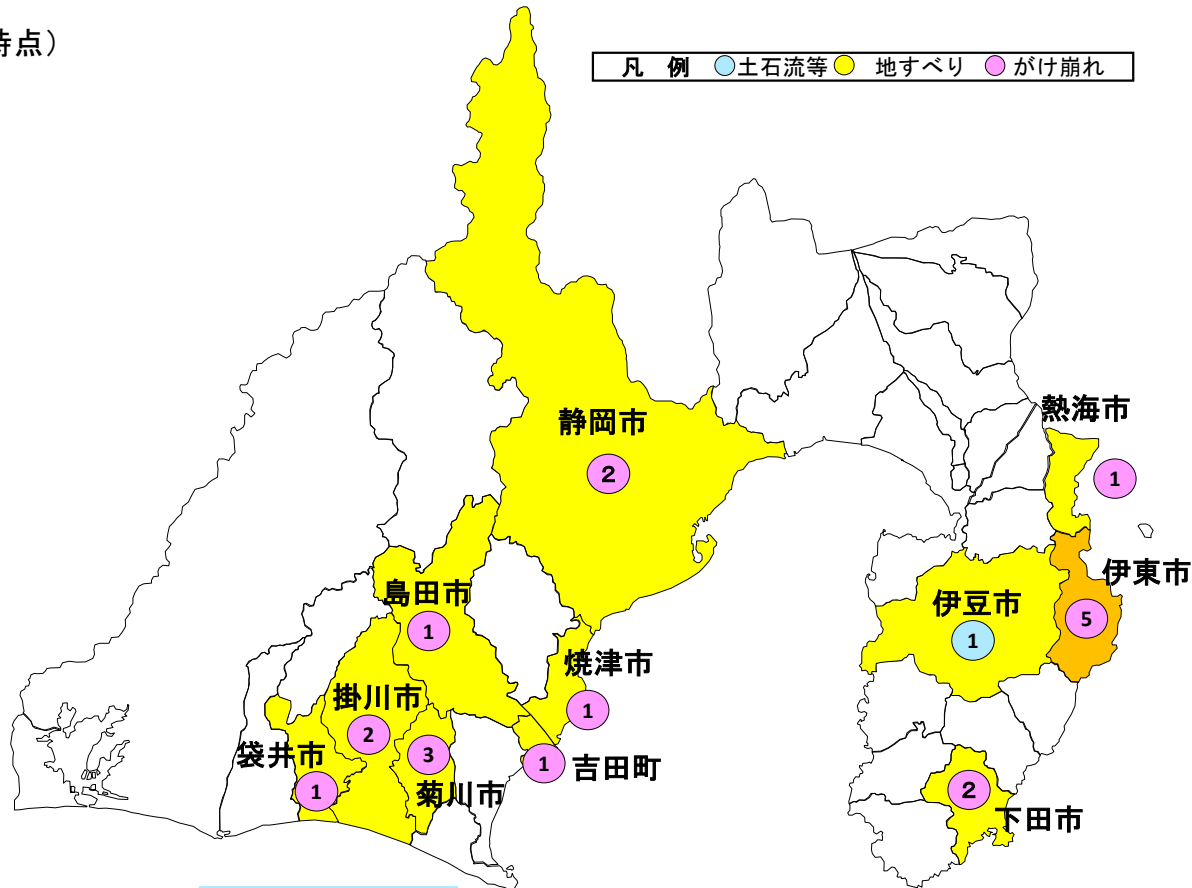 時点)
凡 例 土石流等 地すべり がけ崩れ
静岡市
2
熱海市
1
伊東市
5
伊豆市
1
島田市
1
焼津市
1
掛川市
2
袋井市
1
3
菊川市
1
吉田町
2
下田市